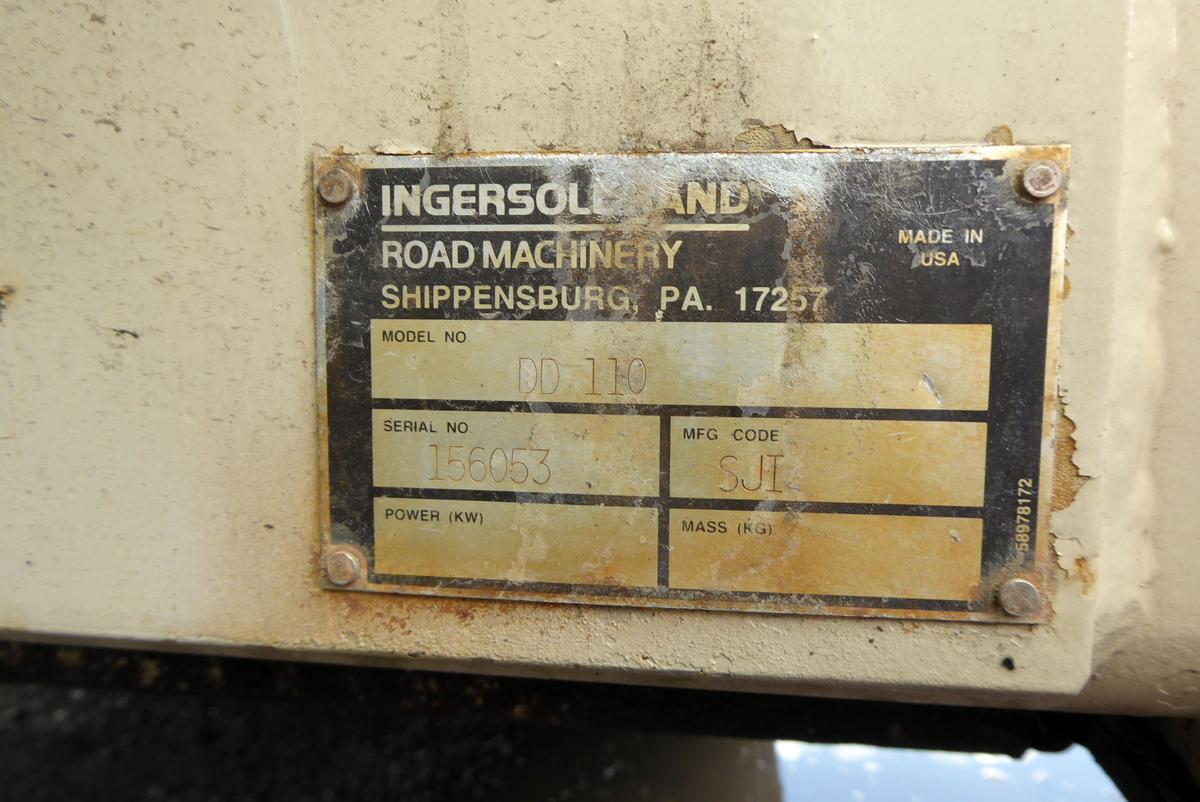 INGERSOLL RAND
ROAD MACHINERY
SHIPPENSBURG, PA. 17257
MADE IN
USA
MODEL NO
DD 110
SERIAL NO.
156053
MFG CODE
SJI
POWER (KW)
MASS (KG)
58978172